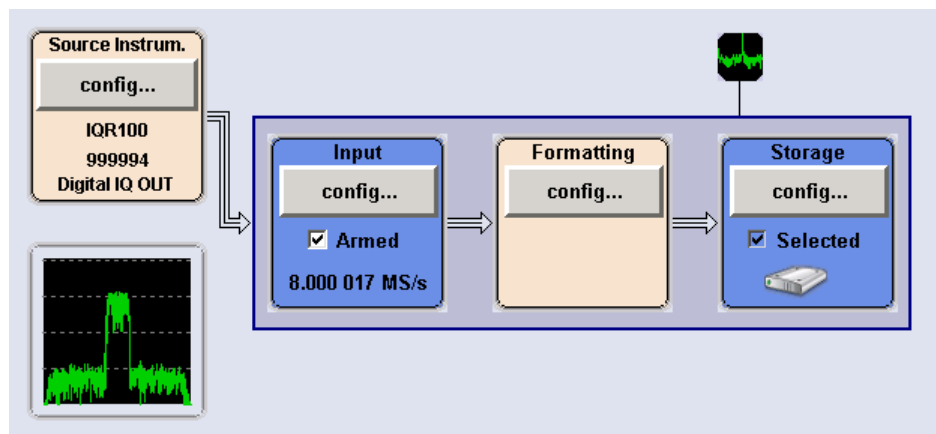 Source Instrum.
config...
IQR100
999994
Digital IQ OUT
Input
config...
Armed
8.000 017 MS/s
Formatting
config...
Storage
config...
Selected